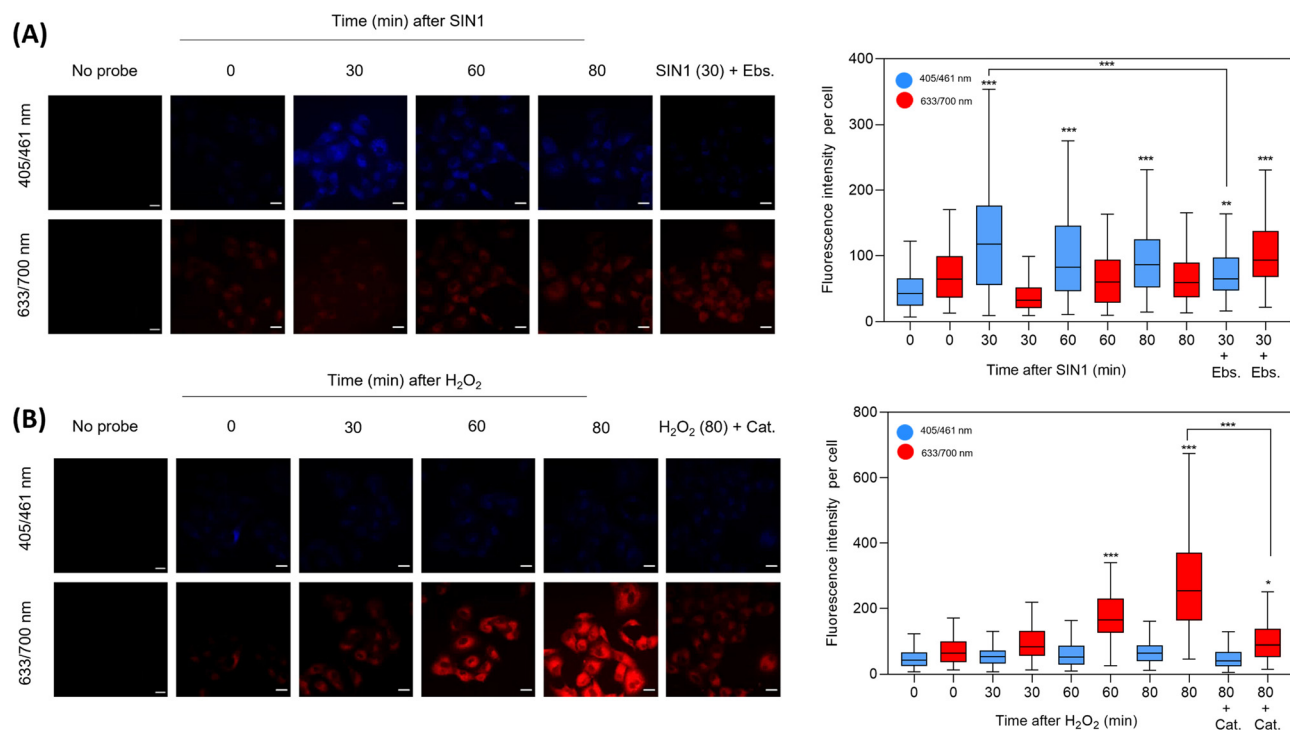 (A)
Time (min) after SIN1
No probe 0 30 60 80 SIN1 (30) + Ebs.
405/461 nm
633/700 nm
Fluorescence intensity per cell
400
300
200
100
0
405/461 nm
633/700 nm
***
***
***
***
**
***
0 0 30 30 60 60 80 80 30 30
+ +
Ebs. Ebs.
Time after SIN1 (min)
(B)
Time (min) after H₂O₂
No probe 0 30 60 80 H₂O₂ (80) + Cat.
405/461 nm
633/700 nm
Fluorescence intensity per cell
800
600
400
200
0
405/461 nm
633/700 nm
***
***
***
*
0 0 30 30 60 60 80 80 80 80
+ +
Cat. Cat.
Time after H₂O₂ (min)